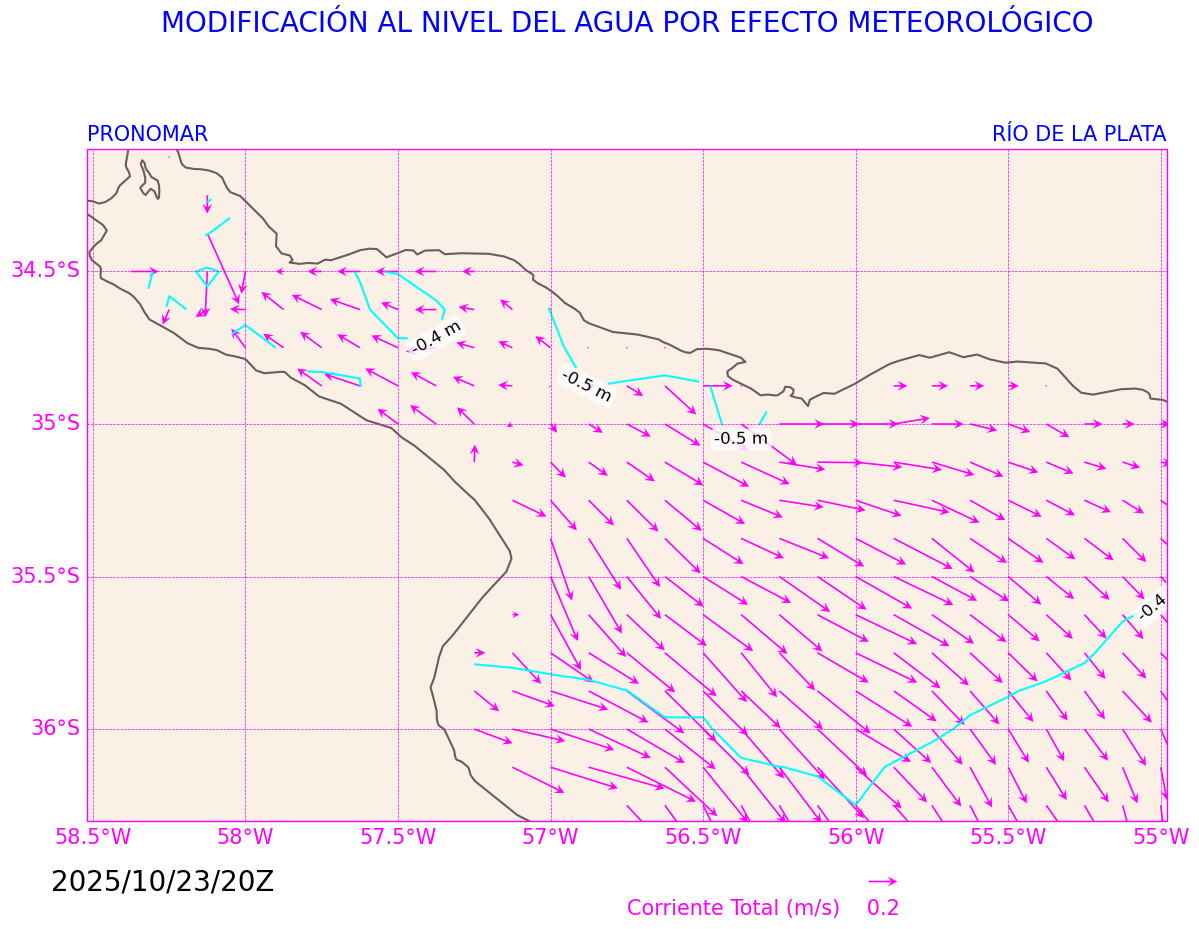 MODIFICACIÓN AL NIVEL DEL AGUA POR EFECTO METEOROLÓGICO
PRONOMAR
RÍO DE LA PLATA
34.5°S
-0.4 m
-0.5 m
35°S
-0.5 m
35.5°S
-0.4
36°S
58.5°W
58°W
57.5°W
57°W
56.5°W
56°W
55.5°W
55°W
2025/10/23/20Z
Corriente Total (m/s)
0.2